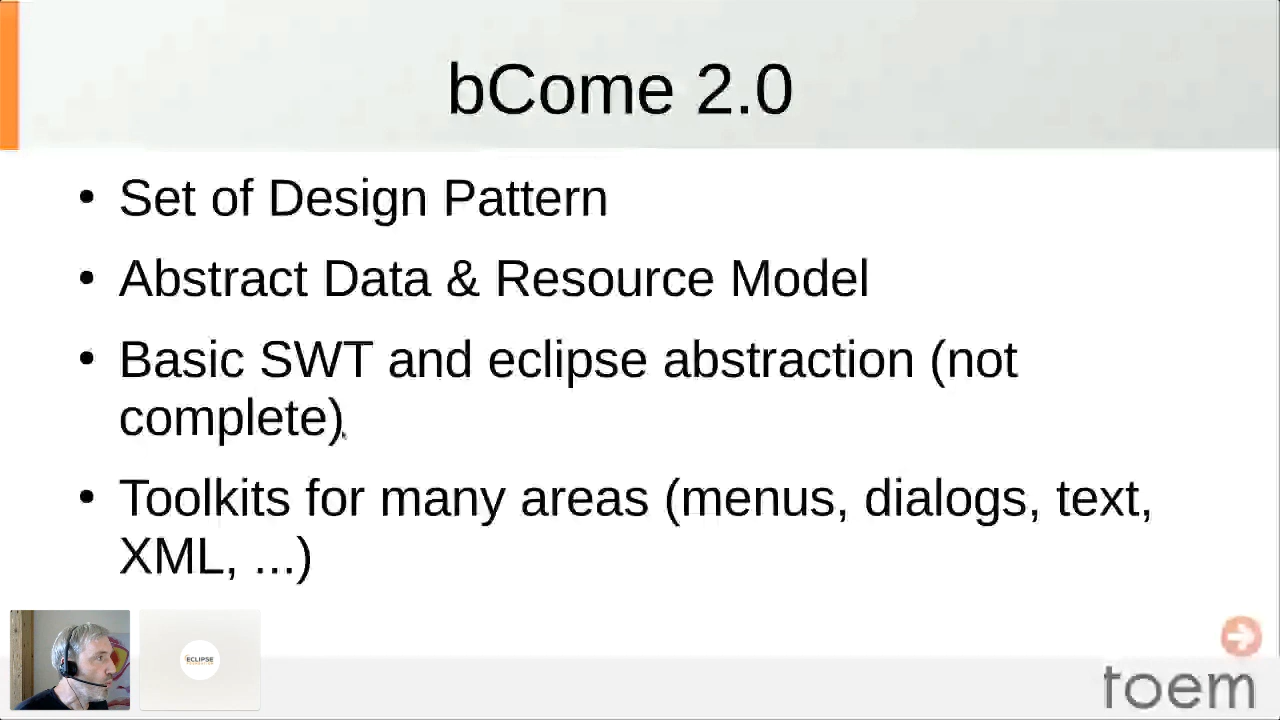 bCome 2.0
• Set of Design Pattern
• Abstract Data & Resource Model
• Basic SWT and eclipse abstraction (not
complete)
• Toolkits for many areas (menus, dialogs, text,
XML, ...)
ECLIPSE
toem